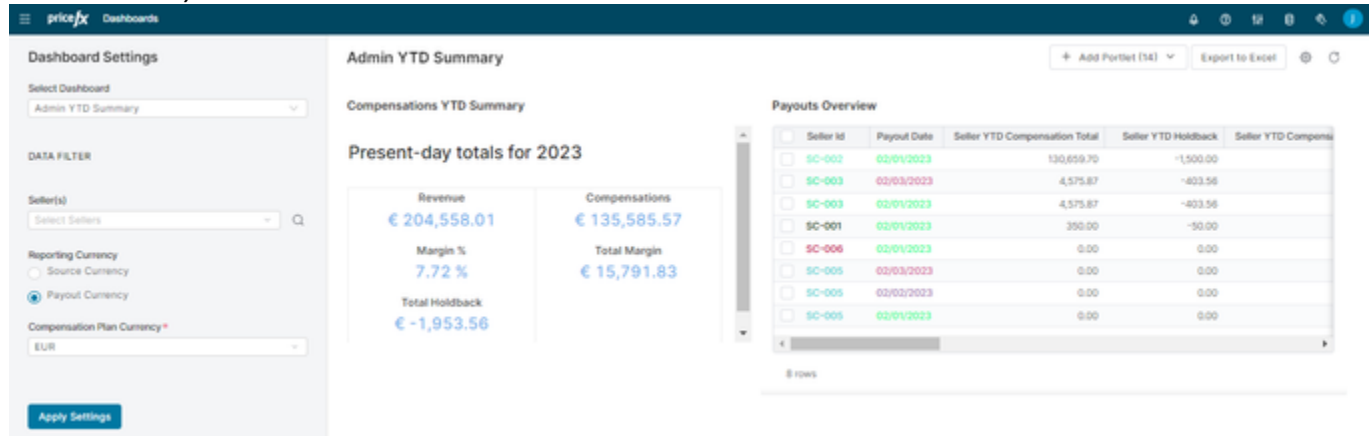 pricefx Dashboards
Dashboard Settings
Select Dashboard
Admin YTD Summary
DATA FILTER
Seller(s)
Select Sellers
Reporting Currency
Source Currency
Payout Currency
Compensation Plan Currency*
EUR
Apply Settings
Admin YTD Summary
+ Add Portlet (14)
Export to Excel
Compensations YTD Summary
Present-day totals for 2023
Revenue Compensations
€ 204,558.01 € 135,585.57
Margin % Total Margin
7.72 % € 15,791.83
Total Holdback
€ -1,953.56
Payouts Overview
Seller Id Payout Date Seller YTD Compensation Total Seller YTD Holdback Seller YTD Compensa
SC-002 02/01/2023 130,659.70 -1,500.00
SC-003 02/03/2023 4,575.87 -403.56
SC-003 02/01/2023 4,575.87 -403.56
SC-001 02/01/2023 350.00 -50.00
SC-006 02/01/2023 0.00 0.00
SC-005 02/03/2023 0.00 0.00
SC-005 02/02/2023 0.00 0.00
SC-005 02/01/2023 0.00 0.00
8 rows